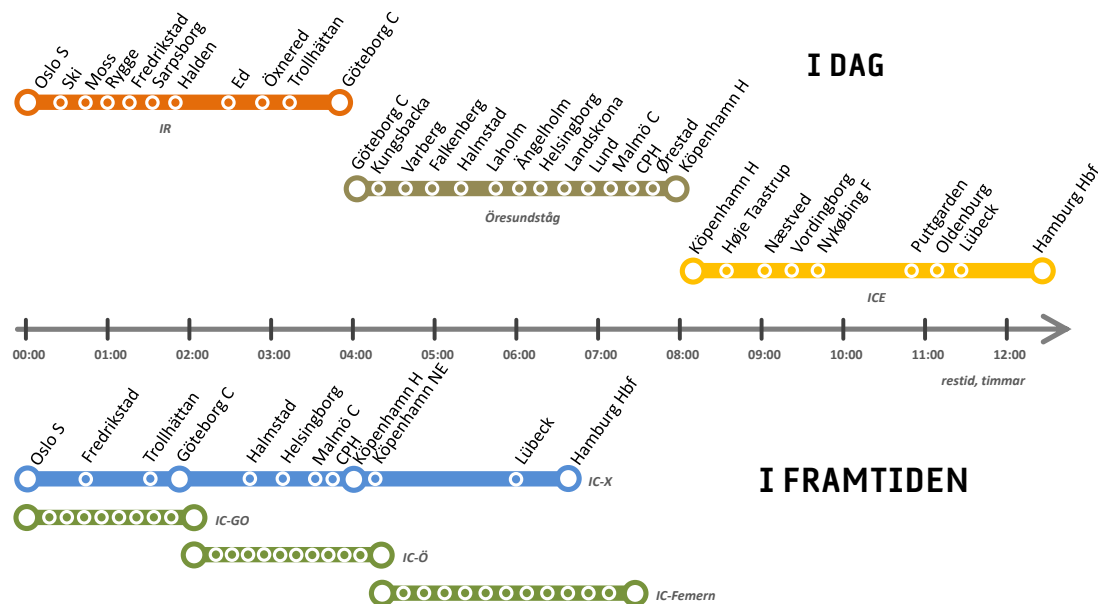 Oslo S
Ski
Moss
Rygge
Fredrikstad
Sarpsborg
Halden
Ed
Öxnered
Trollhättan
Göteborg C
IR
I DAG
Göteborg C
Kungsbacka
Varberg
Falkenberg
Halmstad
Laholm
Ängelholm
Helsingborg
Landskrona
Lund
Malmö C
CPH
Ørestad
Köpenhamn H
Öresundståg
Köpenhamn H
Høje Taastrup
Næstved
Vordingborg
Nykøbing F
Puttgarden
Oldenburg
Lübeck
Hamburg Hbf
ICE
00:00 01:00 02:00 03:00 04:00 05:00 06:00 07:00 08:00 09:00 10:00 11:00 12:00
restid, timmar
Oslo S
Fredrikstad
Trollhättan
Göteborg C
Halmstad
Helsingborg
Malmö C
CPH
Köpenhamn H
Köpenhamn NE
Lübeck
Hamburg Hbf
IC-X
I FRAMTIDEN
IC-GO
IC-Ö
IC-Femern